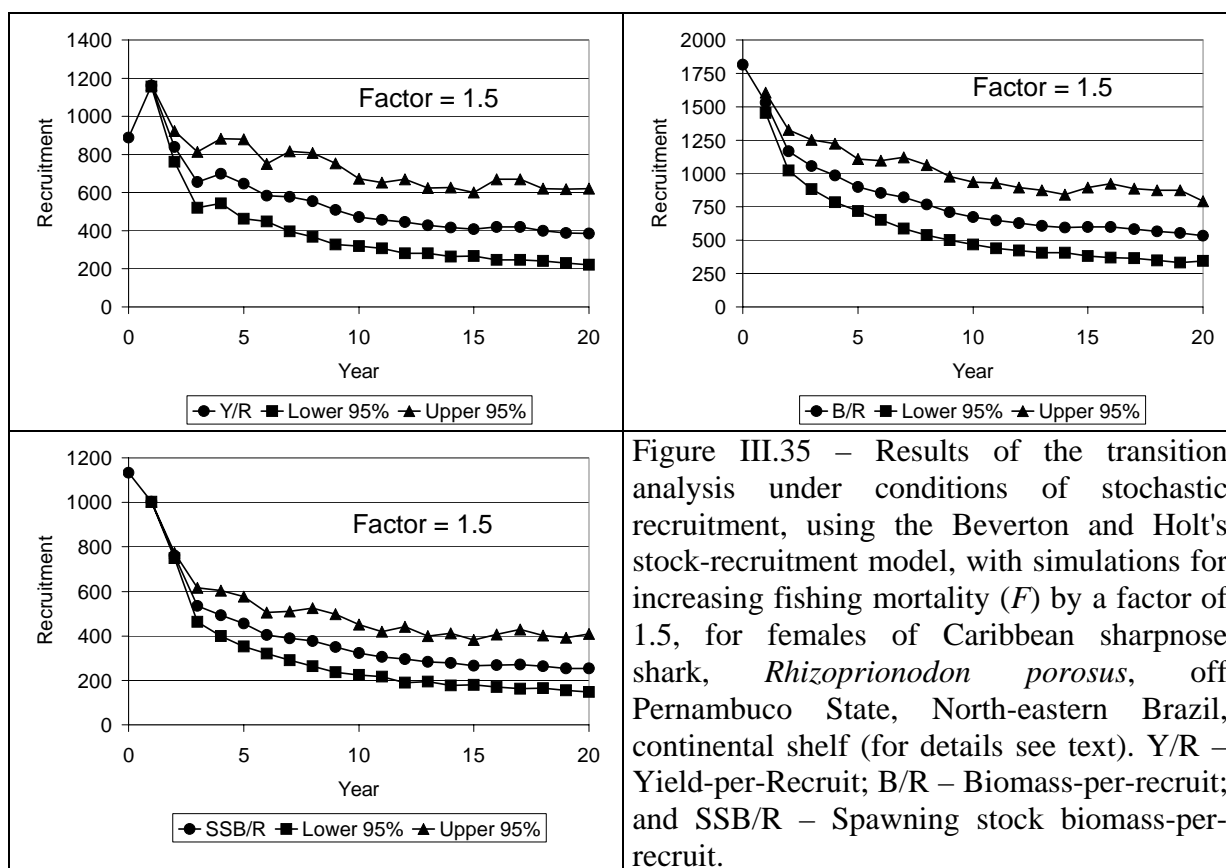 1400
1200
1000
800
600
400
200
0
Recruitment
Factor = 1.5
0 5 10 15 20
Year
Y/R Lower 95% Upper 95%
2000
1750
1500
1250
1000
750
500
250
0
Recruitment
Factor = 1.5
0 5 10 15 20
Year
B/R Lower 95% Upper 95%
1200
1000
800
600
400
200
0
Recruitment
Factor = 1.5
0 5 10 15 20
Year
SSB/R Lower 95% Upper 95%
Figure III.35 – Results of the transition
analysis under conditions of stochastic
recruitment, using the Beverton and Holt's
stock-recruitment model, with simulations for
increasing fishing mortality (F) by a factor of
1.5, for females of Caribbean sharpnose
shark, Rhizoprionodon porosus, off
Pernambuco State, North-eastern Brazil,
continental shelf (for details see text). Y/R –
Yield-per-Recruit; B/R – Biomass-per-recruit;
and SSB/R – Spawning stock biomass-per-
recruit.